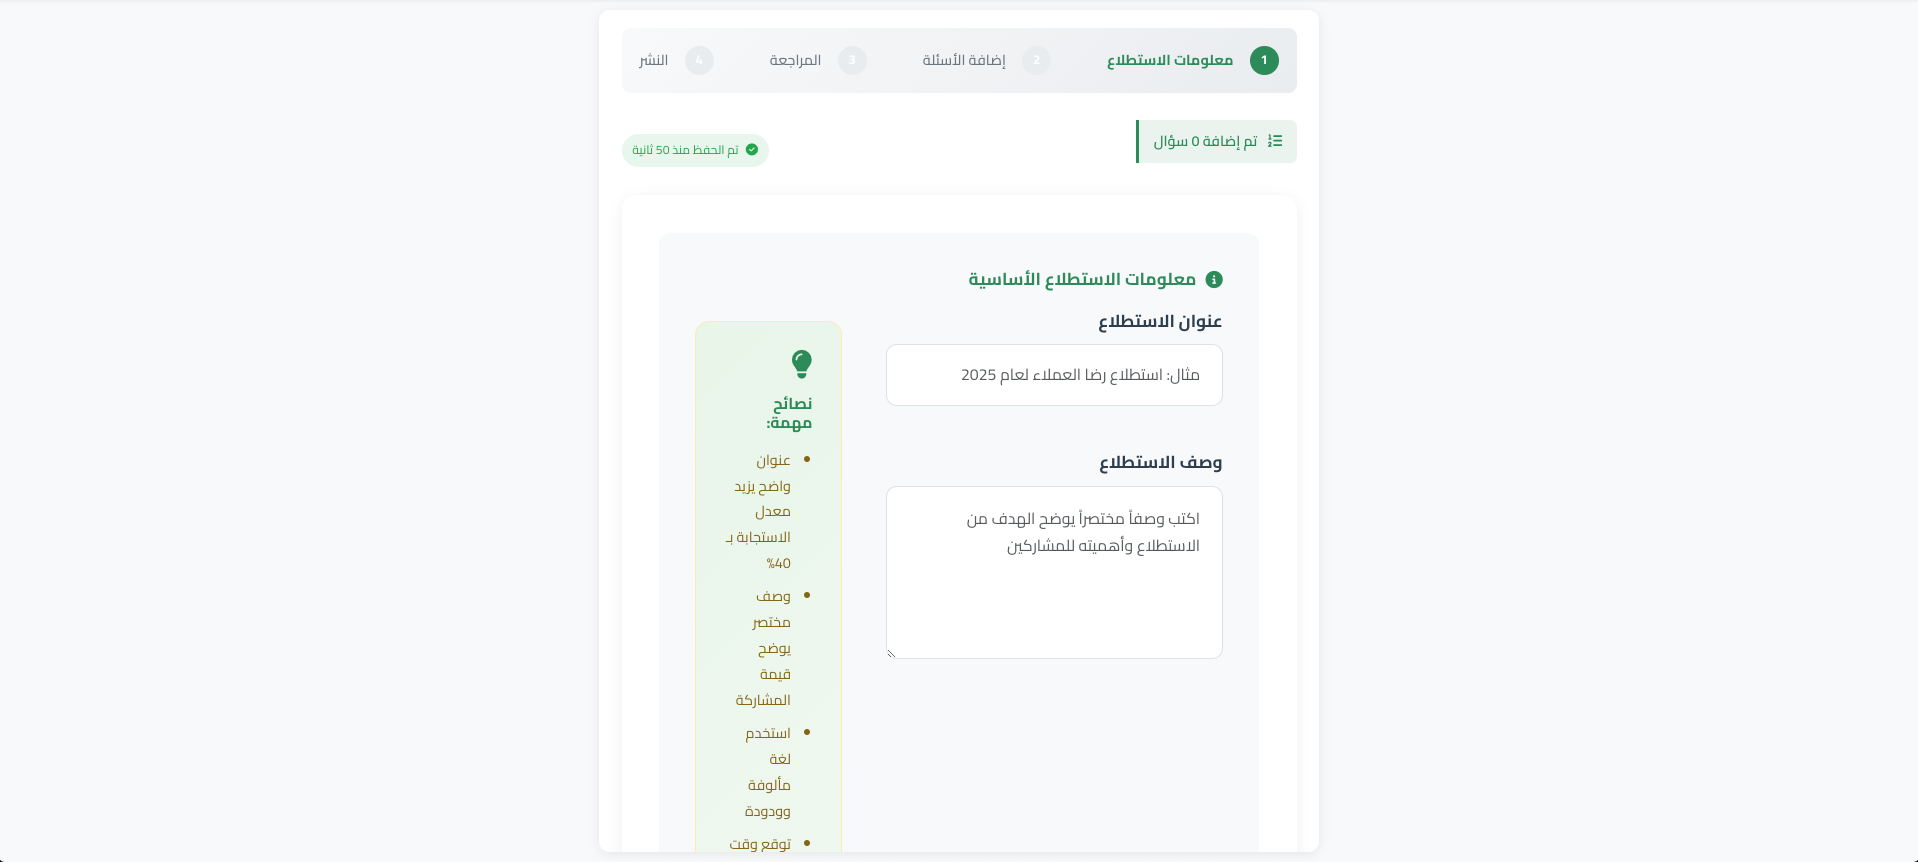 1 معلومات الاستطلاع
2 إضافة الأسئلة
3 المراجعة
4 النشر
تم إضافة 0 سؤال
تم الحفظ منذ 50 ثانية
معلومات الاستطلاع الأساسية
عنوان الاستطلاع
مثال: استطلاع رضا العملاء لعام 2025
وصف الاستطلاع
اكتب وصفاً مختصراً يوضح الهدف من
الاستطلاع وأهميته للمشاركين
نصائح
مهمة:
عنوان
واضح يزيد
معدل
الاستجابة بـ
40%
وصف
مختصر
يوضح
قيمة
المشاركة
استخدم
لغة
مألوفة
وودودة
توقع وقت